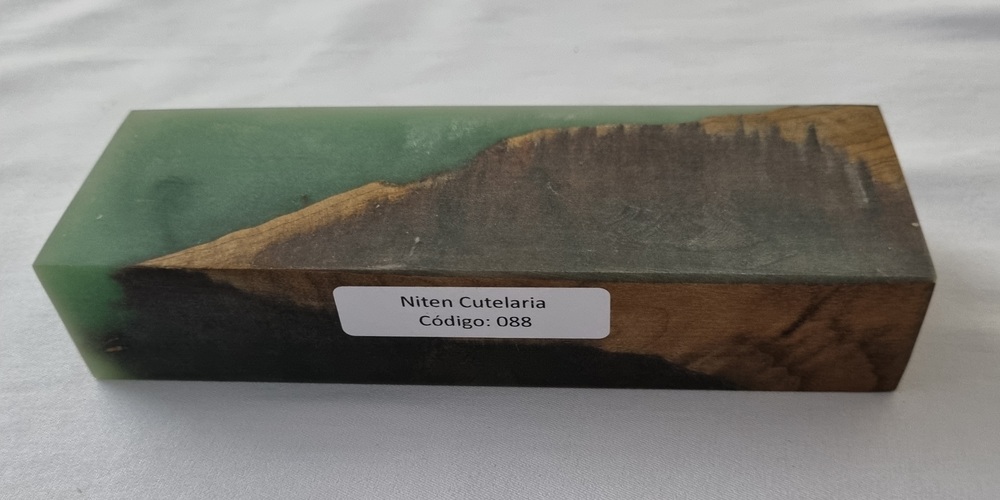 Niten Cutelaria
Código: 088